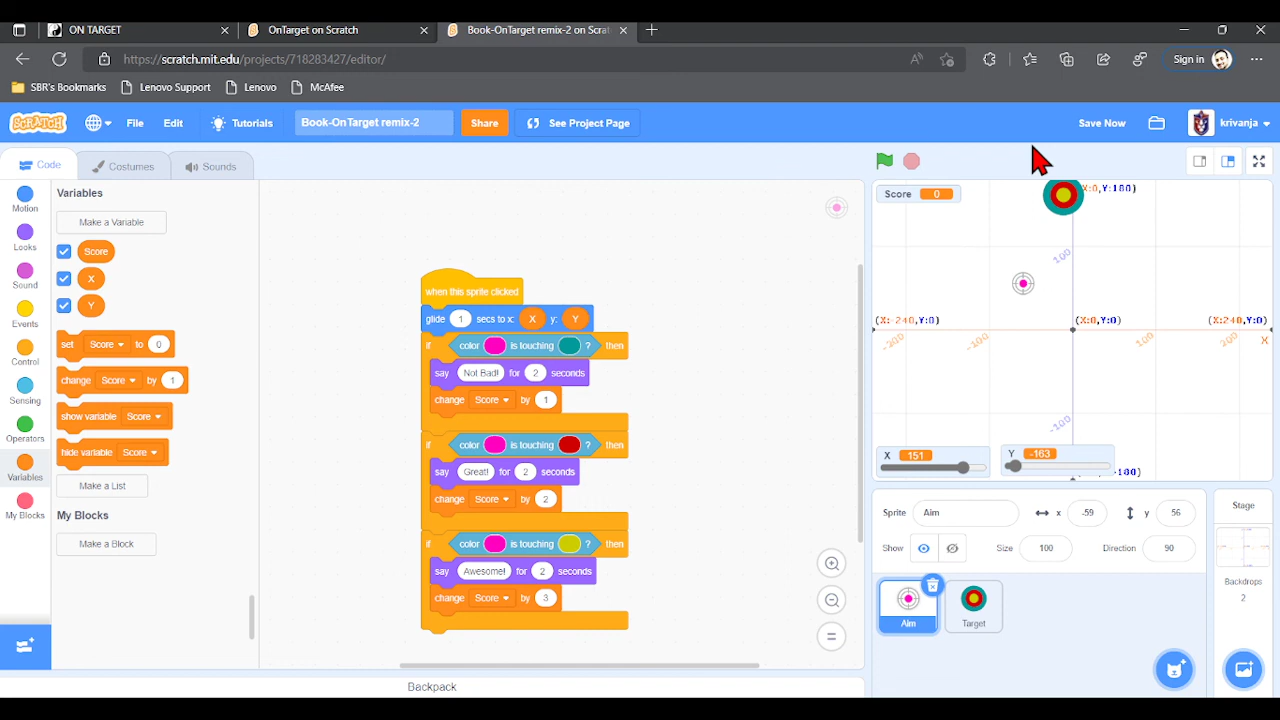 ON TARGET
OnTarget on Scratch
Book-OnTarget remix-2 on Scrat
https://scratch.mit.edu/projects/718283427/editor/
Sign in
SBR's Bookmarks
Lenovo Support
Lenovo
McAfee
SCRATCH
File
Edit
Tutorials
Book-OnTarget remix-2
Share
See Project Page
Save Now
krivanja
Code
Costumes
Sounds
Motion
Looks
Sound
Events
Control
Sensing
Operators
Variables
My Blocks
Variables
Make a Variable
Score
X
Y
set Score to 0
change Score by 1
show variable Score
hide variable Score
Make a List
My Blocks
Make a Block
when this sprite clicked
glide 1 secs to x: X y: Y
if color is touching ? then
say Not Bad! for 2 seconds
change Score by 1
if color is touching ? then
say Great! for 2 seconds
change Score by 2
if color is touching ? then
say Awesome! for 2 seconds
change Score by 3
Backpack
Score 0
X:0,Y:180)
100
(X:-240,Y:0)
(X:0,Y:0)
(X:240,Y:0)
-200
-100
100
200
X
-100
X 151
Y -163
-180)
Sprite Aim
x -59
y 56
Show
Size 100
Direction 90
Aim
Target
Stage
Backdrops
2